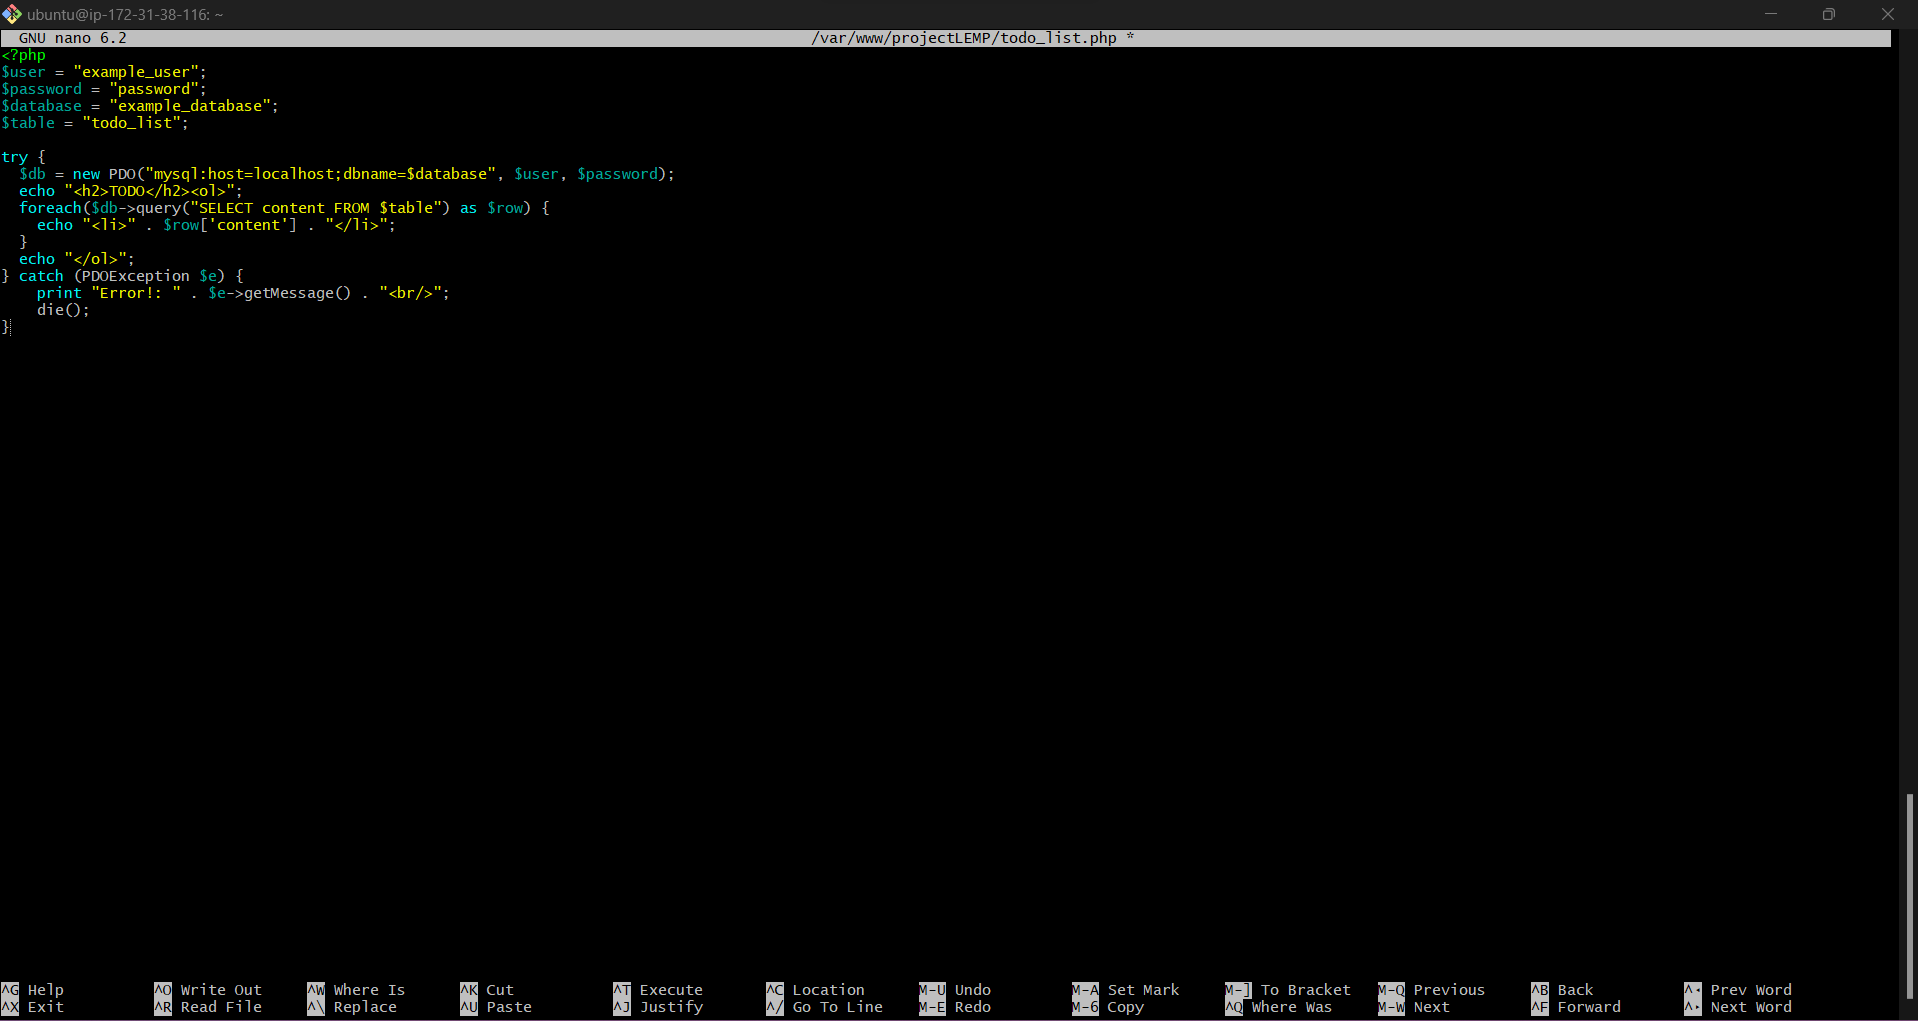 ubuntu@ip-172-31-38-116: ~
GNU nano 6.2 /var/www/projectLEMP/todo_list.php *
<?php
$user = "example_user";
$password = "password";
$database = "example_database";
$table = "todo_list";

try {
  $db = new PDO("mysql:host=localhost;dbname=$database", $user, $password);
  echo "<h2>TODO</h2><ol>";
  foreach($db->query("SELECT content FROM $table") as $row) {
    echo "<li>" . $row['content'] . "</li>";
  }
  echo "</ol>";
} catch (PDOException $e) {
    print "Error!: " . $e->getMessage() . "<br/>";
    die();
}
^G Help ^O Write Out ^W Where Is ^K Cut ^T Execute ^C Location M-U Undo M-A Set Mark M-] To Bracket M-Q Previous ^B Back ^◂ Prev Word
^X Exit ^R Read File ^\ Replace ^U Paste ^J Justify ^/ Go To Line M-E Redo M-6 Copy ^Q Where Was M-W Next ^F Forward ^▸ Next Word